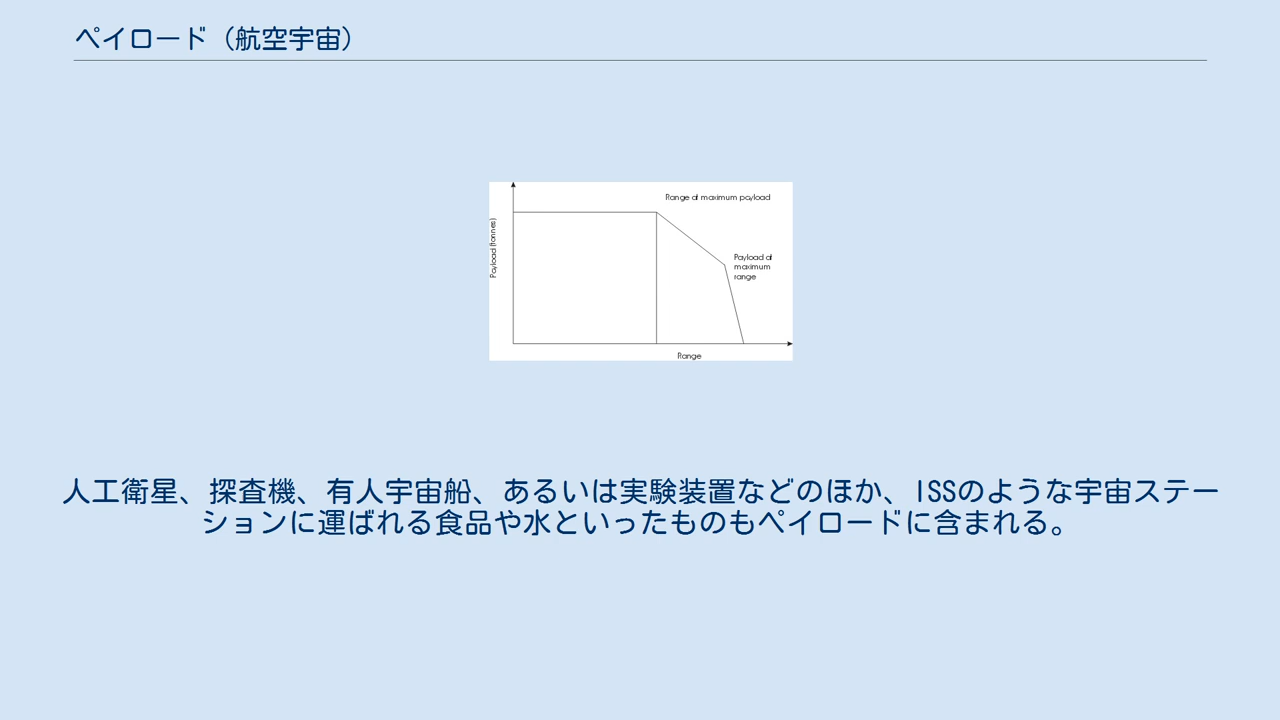 ペイロード（航空宇宙）
Range at maximum payload
Payload (tonnes)
Payload at
maximum
range
Range
人工衛星、探査機、有人宇宙船、あるいは実験装置などのほか、ISSのような宇宙ステー
ションに運ばれる食品や水といったものもペイロードに含まれる。